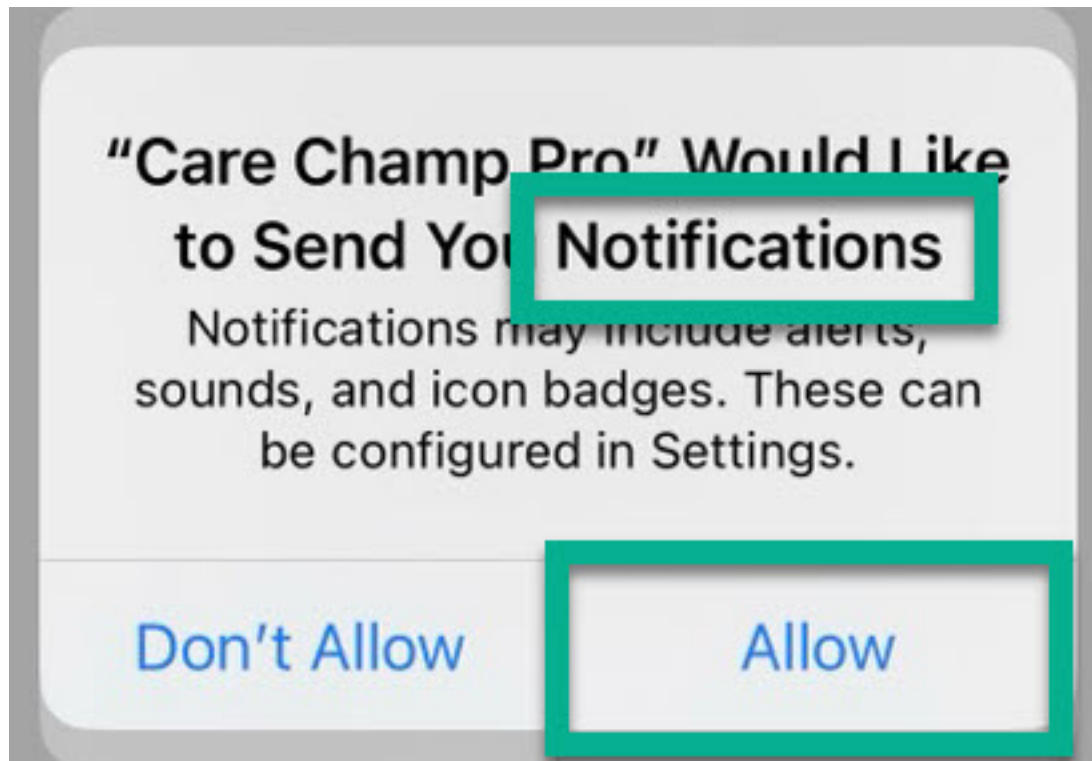 “Care Champ Pro” Would Like
to Send You Notifications
Notifications may include alerts,
sounds, and icon badges. These can
be configured in Settings.
Don’t Allow
Allow